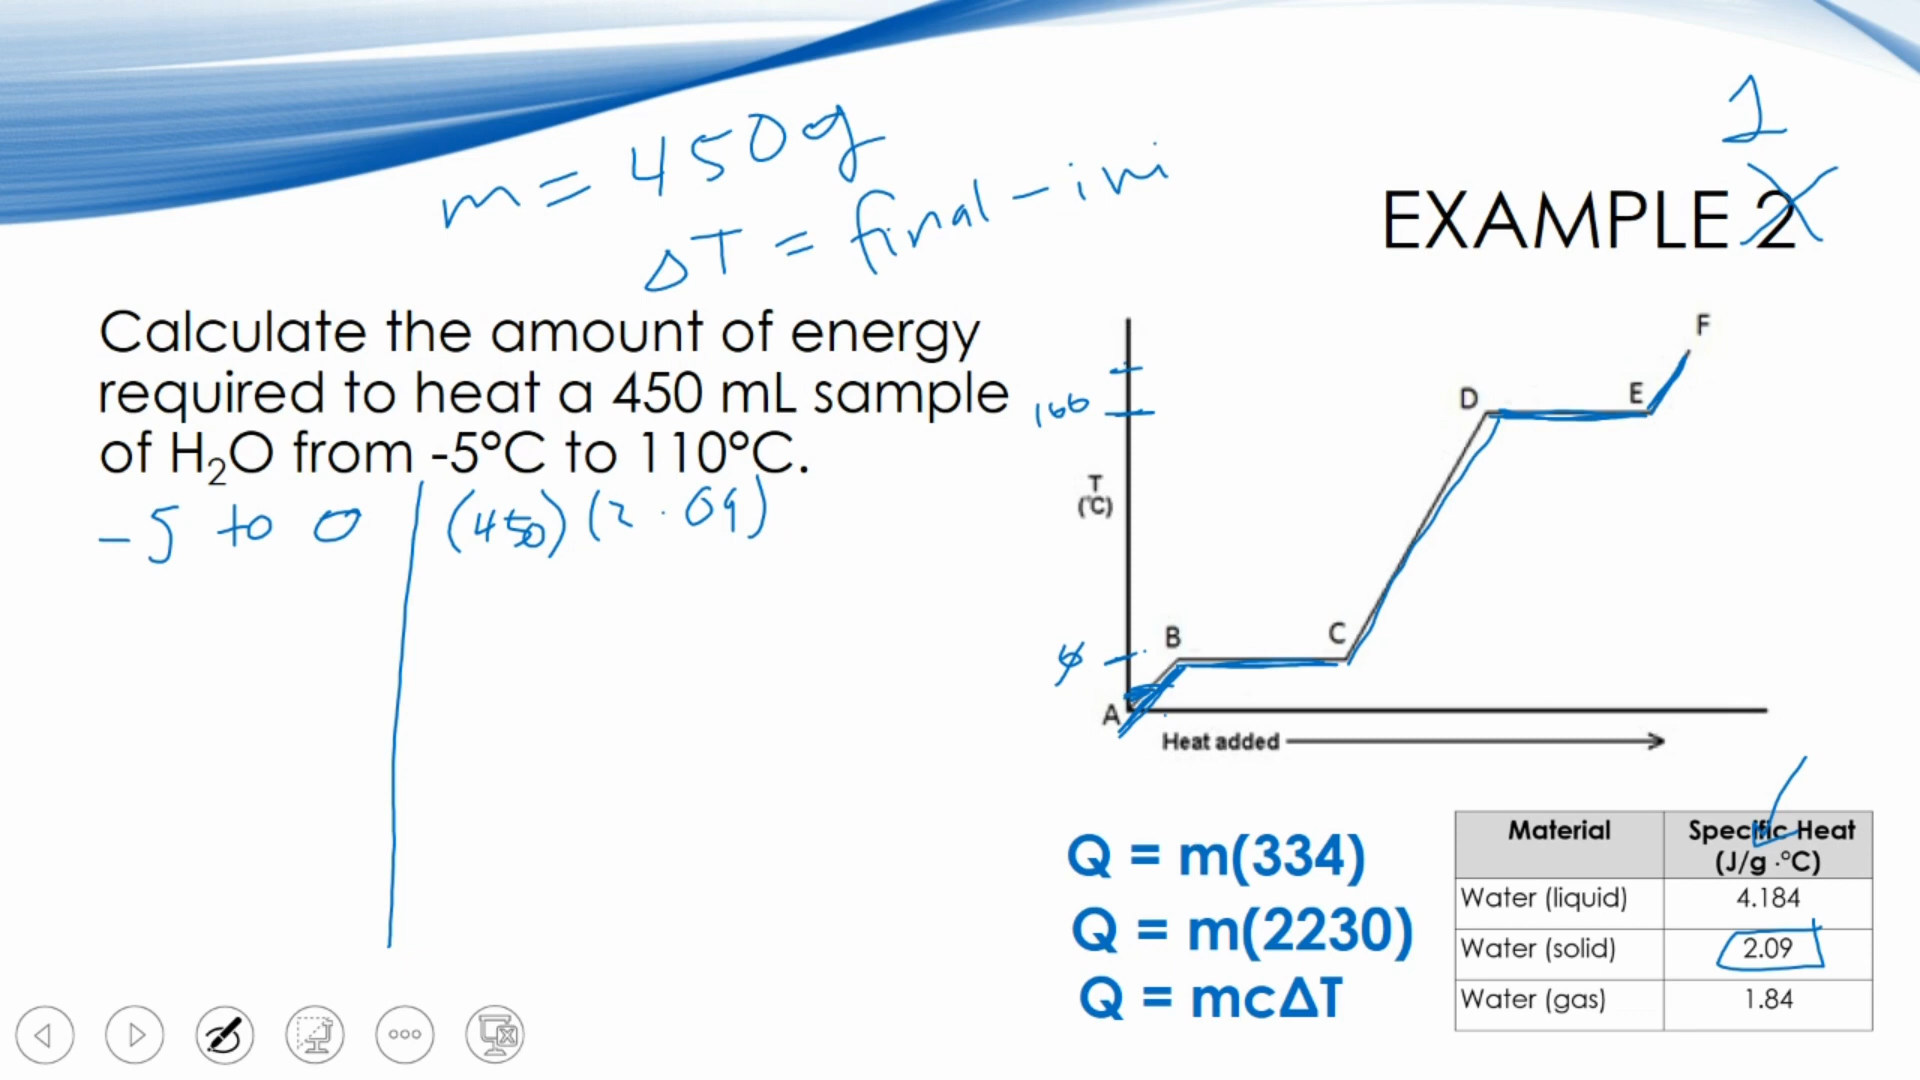 1
m = 450g
ΔT = final - ini
EXAMPLE 2
Calculate the amount of energy
required to heat a 450 mL sample
of H₂O from -5°C to 110°C.
-5 to 0 (450)(2.09)
F
E
D
100
T
(°C)
B
C
0
A
Heat added
Q = m(334)
Q = m(2230)
Q = mcΔT
Material Specific Heat
(J/g ·°C)
Water (liquid) 4.184
Water (solid) 2.09
Water (gas) 1.84